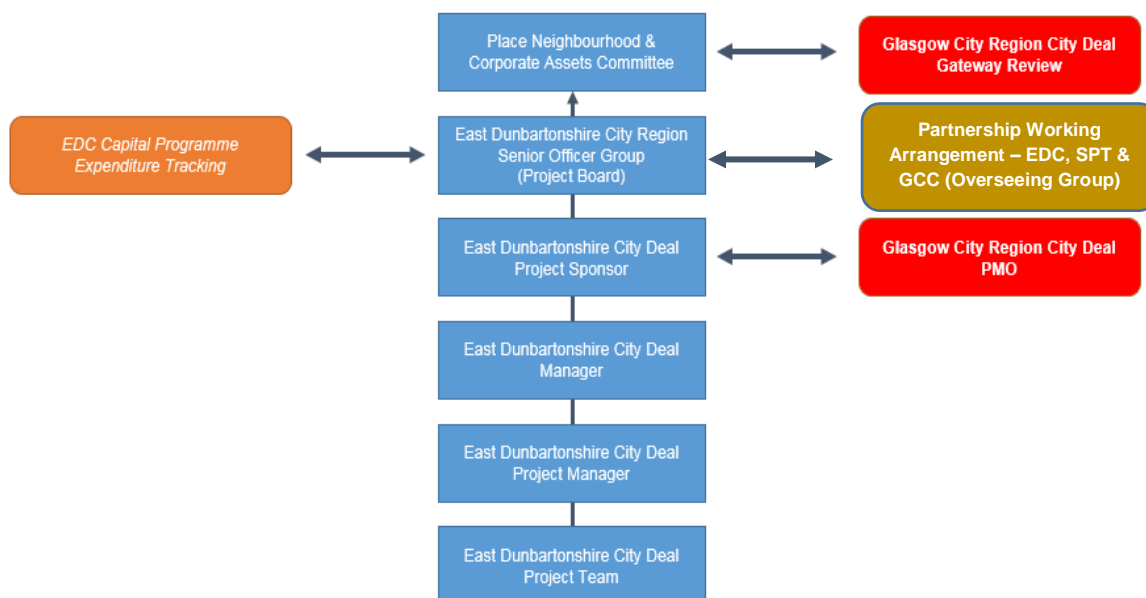 Place Neighbourhood &
Corporate Assets Committee
Glasgow City Region City Deal
Gateway Review
EDC Capital Programme
Expenditure Tracking
East Dunbartonshire City Region
Senior Officer Group
(Project Board)
Partnership Working
Arrangement – EDC, SPT &
GCC (Overseeing Group)
East Dunbartonshire City Deal
Project Sponsor
Glasgow City Region City Deal
PMO
East Dunbartonshire City Deal
Manager
East Dunbartonshire City Deal
Project Manager
East Dunbartonshire City Deal
Project Team